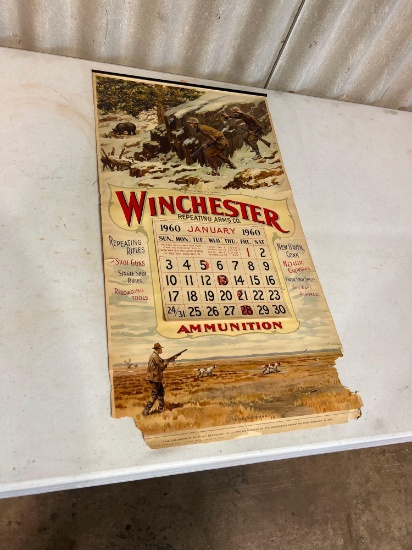 WINCHESTER
REPEATING ARMS CO.
1960 JANUARY 1960
SUN. MON. TUE. WED. THU. FRI. SAT.
1 2
3 4 5 6 7 8 9
10 11 12 13 14 15 16
17 18 19 20 21 22 23
24/31 25 26 27 28 29 30
AMMUNITION
REPEATING
RIFLES
SHOT GUNS
SINGLE SHOT
RIFLES
RELOADING
TOOLS
NEW HAVEN,
CONN.
METALLIC
CARTRIDGES